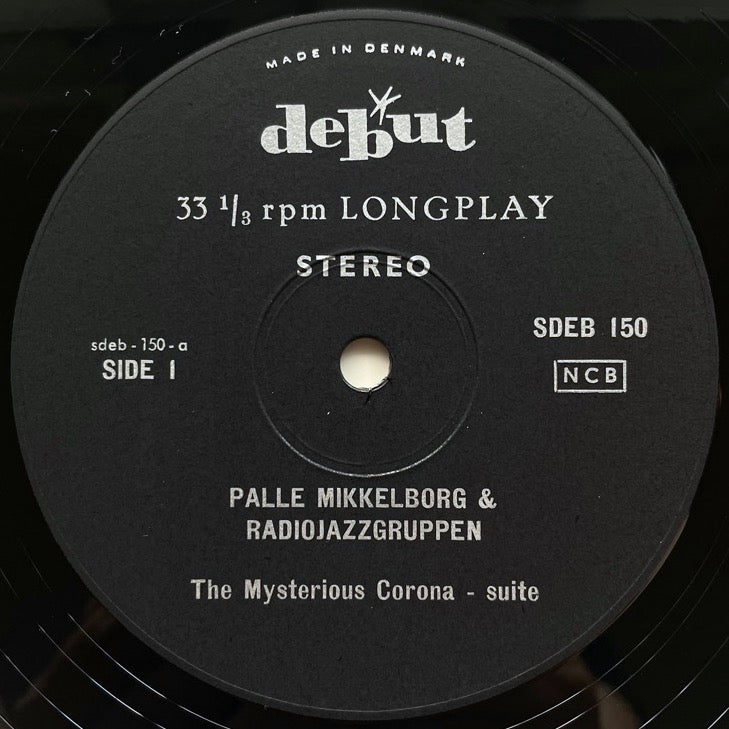 MADE IN DENMARK
debut
33 1/3 rpm LONGPLAY
STEREO
SDEB 150
sdeb - 150 - a
SIDE 1
NCB
PALLE MIKKELBORG &
RADIOJAZZGRUPPEN
The Mysterious Corona - suite